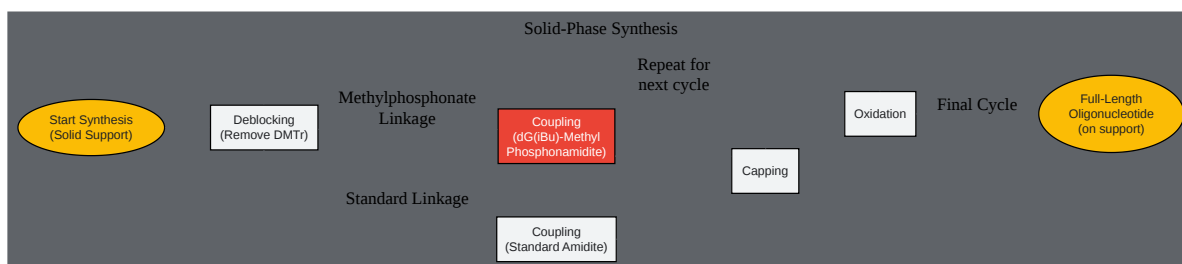 Solid-Phase Synthesis
Start Synthesis
(Solid Support)
Deblocking
(Remove DMTr)
Methylphosphonate
Linkage
Standard Linkage
Coupling
(dG(iBu)-Methyl
Phosphonamidite)
Coupling
(Standard Amidite)
Repeat for
next cycle
Capping
Oxidation
Final Cycle
Full-Length
Oligonucleotide
(on support)